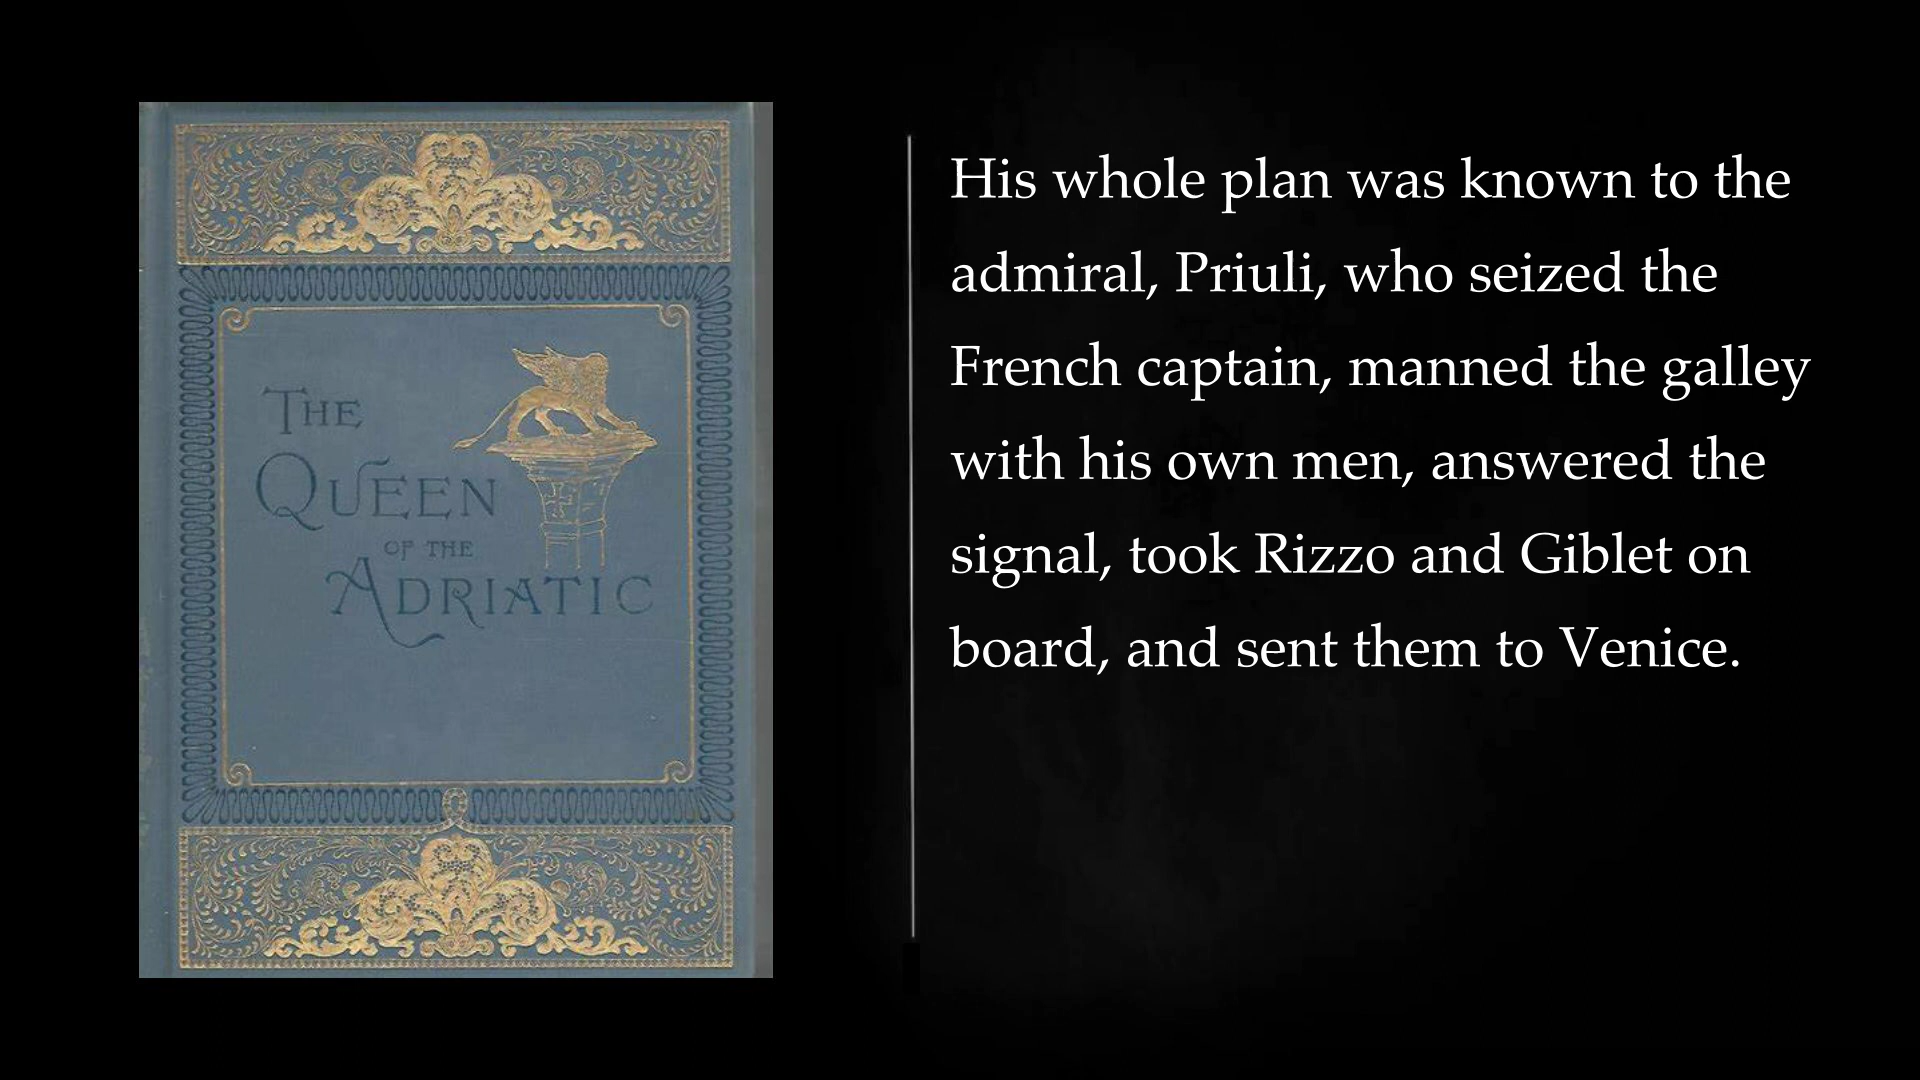 THE
QUEEN
OF THE
ADRIATIC
His whole plan was known to the
admiral, Priuli, who seized the
French captain, manned the galley
with his own men, answered the
signal, took Rizzo and Giblet on
board, and sent them to Venice.